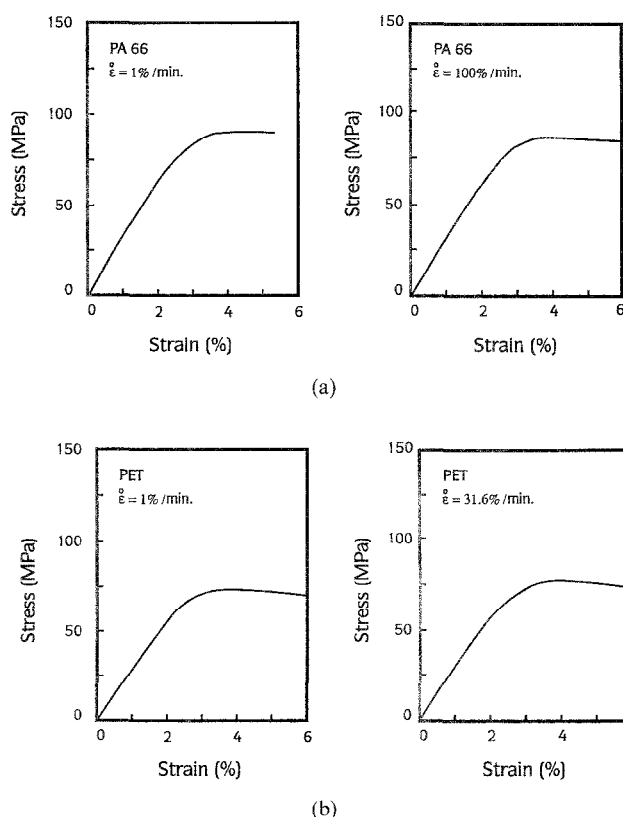 150
100
50
0
Stress (MPa)
PA 66
ε̊ = 1% /min.
0 2 4 6
Strain (%)
150
100
50
0
Stress (MPa)
PA 66
ε̊ = 100% /min.
0 2 4 6
Strain (%)
(a)
150
100
50
0
Stress (MPa)
PET
ε̊ = 1% /min.
0 2 4 6
Strain (%)
150
100
50
0
Stress (MPa)
PET
ε̊ = 31.6% /min.
0 2 4
Strain (%)
(b)